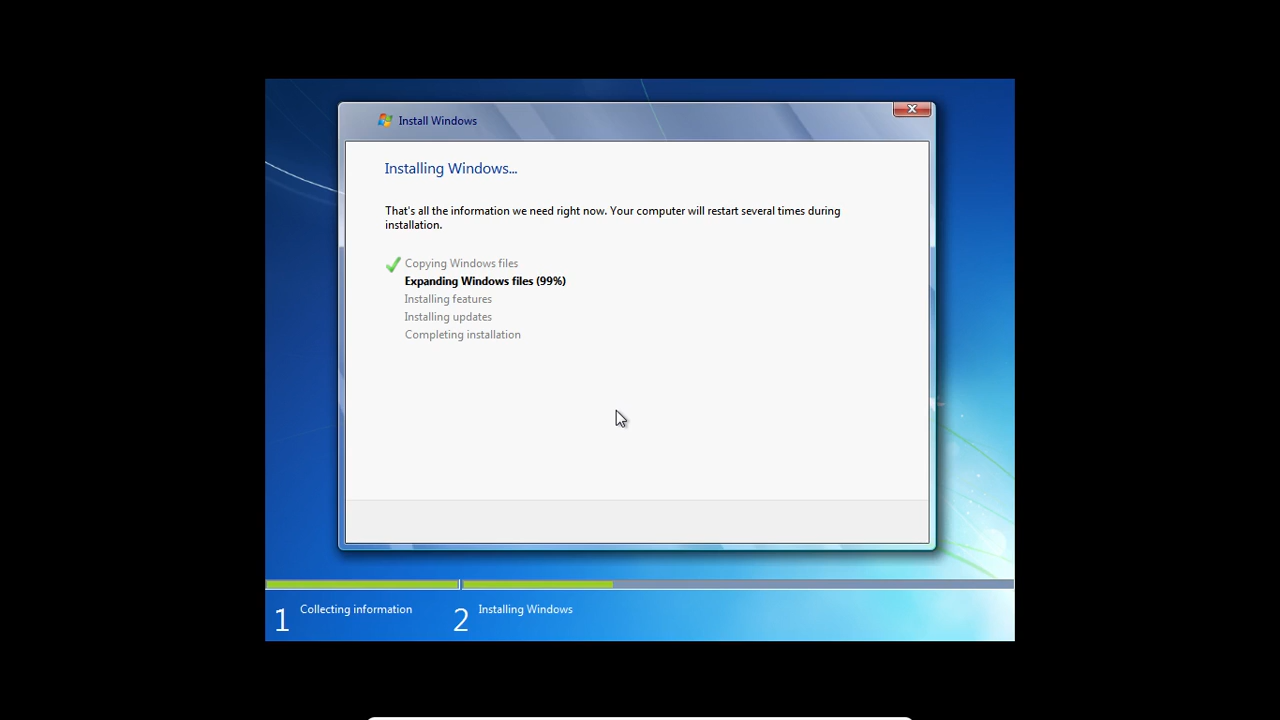 Install Windows
Installing Windows...
That's all the information we need right now. Your computer will restart several times during
installation.
Copying Windows files
Expanding Windows files (99%)
Installing features
Installing updates
Completing installation
1 Collecting information
2 Installing Windows